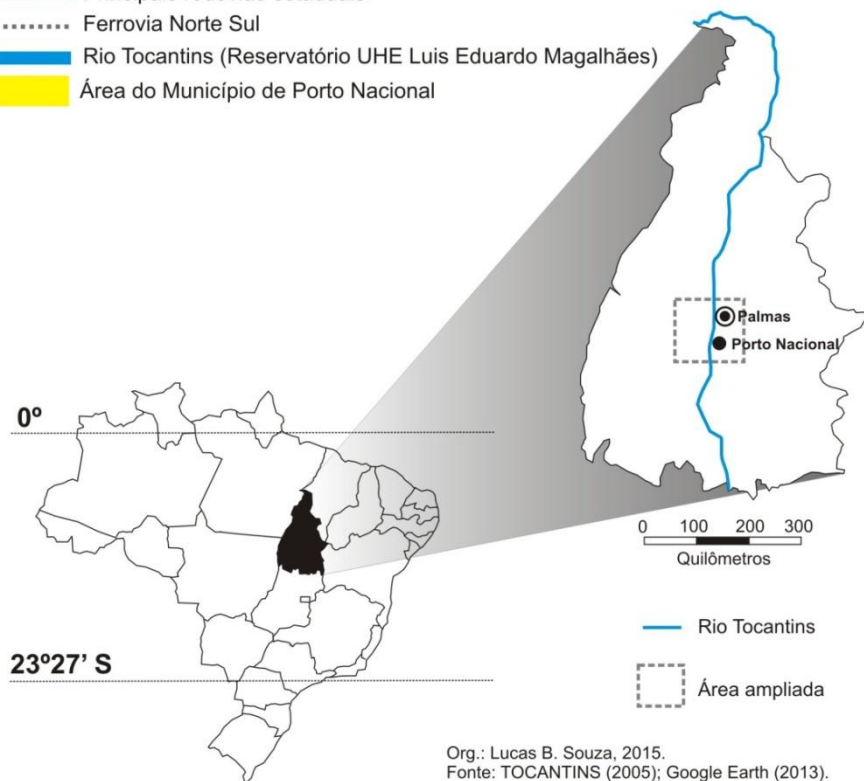 Ferrovia Norte Sul
Rio Tocantins (Reservatório UHE Luis Eduardo Magalhães)
Área do Município de Porto Nacional
Palmas
Porto Nacional
0º
0 100 200 300
Quilômetros
Rio Tocantins
23º27’ S
Área ampliada
Org.: Lucas B. Souza, 2015.
Fonte: TOCANTINS (2005); Google Earth (2013).